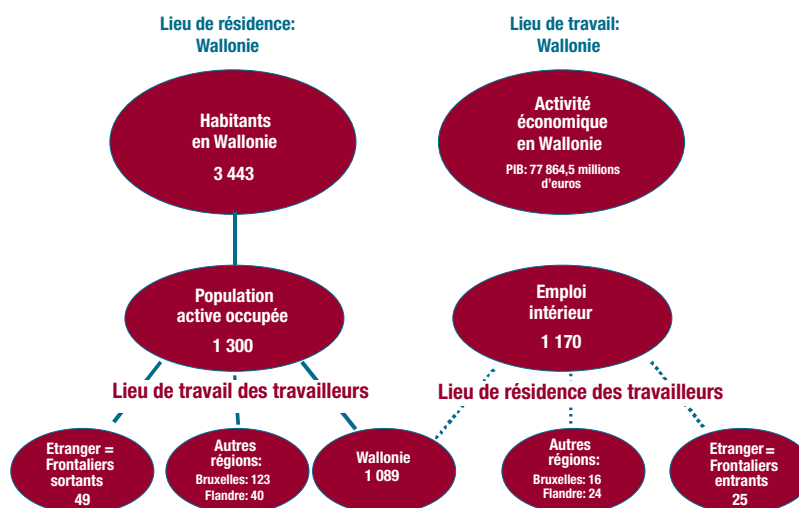 Lieu de résidence:
Wallonie
Lieu de travail:
Wallonie
Habitants
en Wallonie
3 443
Activité
économique
en Wallonie
PIB: 77 864,5 millions
d'euros
Population
active occupée
1 300
Emploi
intérieur
1 170
Lieu de travail des travailleurs
Lieu de résidence des travailleurs
Etranger =
Frontaliers
sortants
49
Autres
régions:
Bruxelles: 123
Flandre: 40
Wallonie
1 089
Autres
régions:
Bruxelles: 16
Flandre: 24
Etranger =
Frontaliers
entrants
25